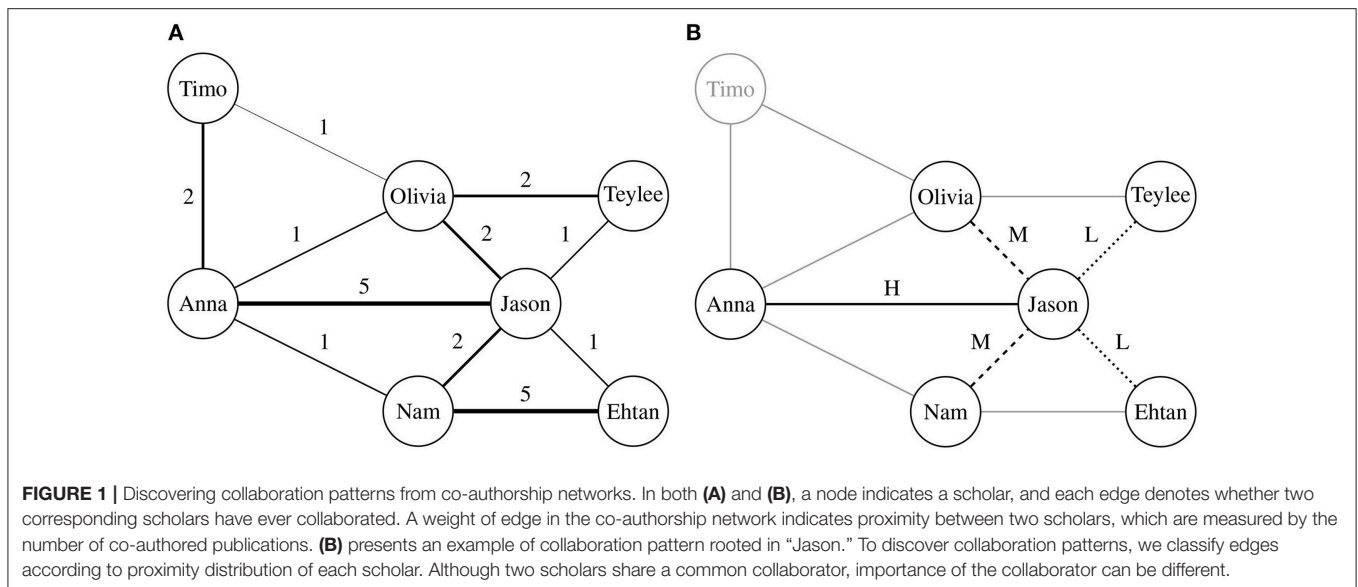 A
B
Timo
Timo
1
2
Olivia
2
Teylee
Olivia
Teylee
1
2
1
M
L
Anna
5
Jason
Anna
H
Jason
1
2
1
M
L
Nam
5
Ehtan
Nam
Ehtan
FIGURE 1 | Discovering collaboration patterns from co-authorship networks. In both (A) and (B), a node indicates a scholar, and each edge denotes whether two
corresponding scholars have ever collaborated. A weight of edge in the co-authorship network indicates proximity between two scholars, which are measured by the
number of co-authored publications. (B) presents an example of collaboration pattern rooted in “Jason.” To discover collaboration patterns, we classify edges
according to proximity distribution of each scholar. Although two scholars share a common collaborator, importance of the collaborator can be different.